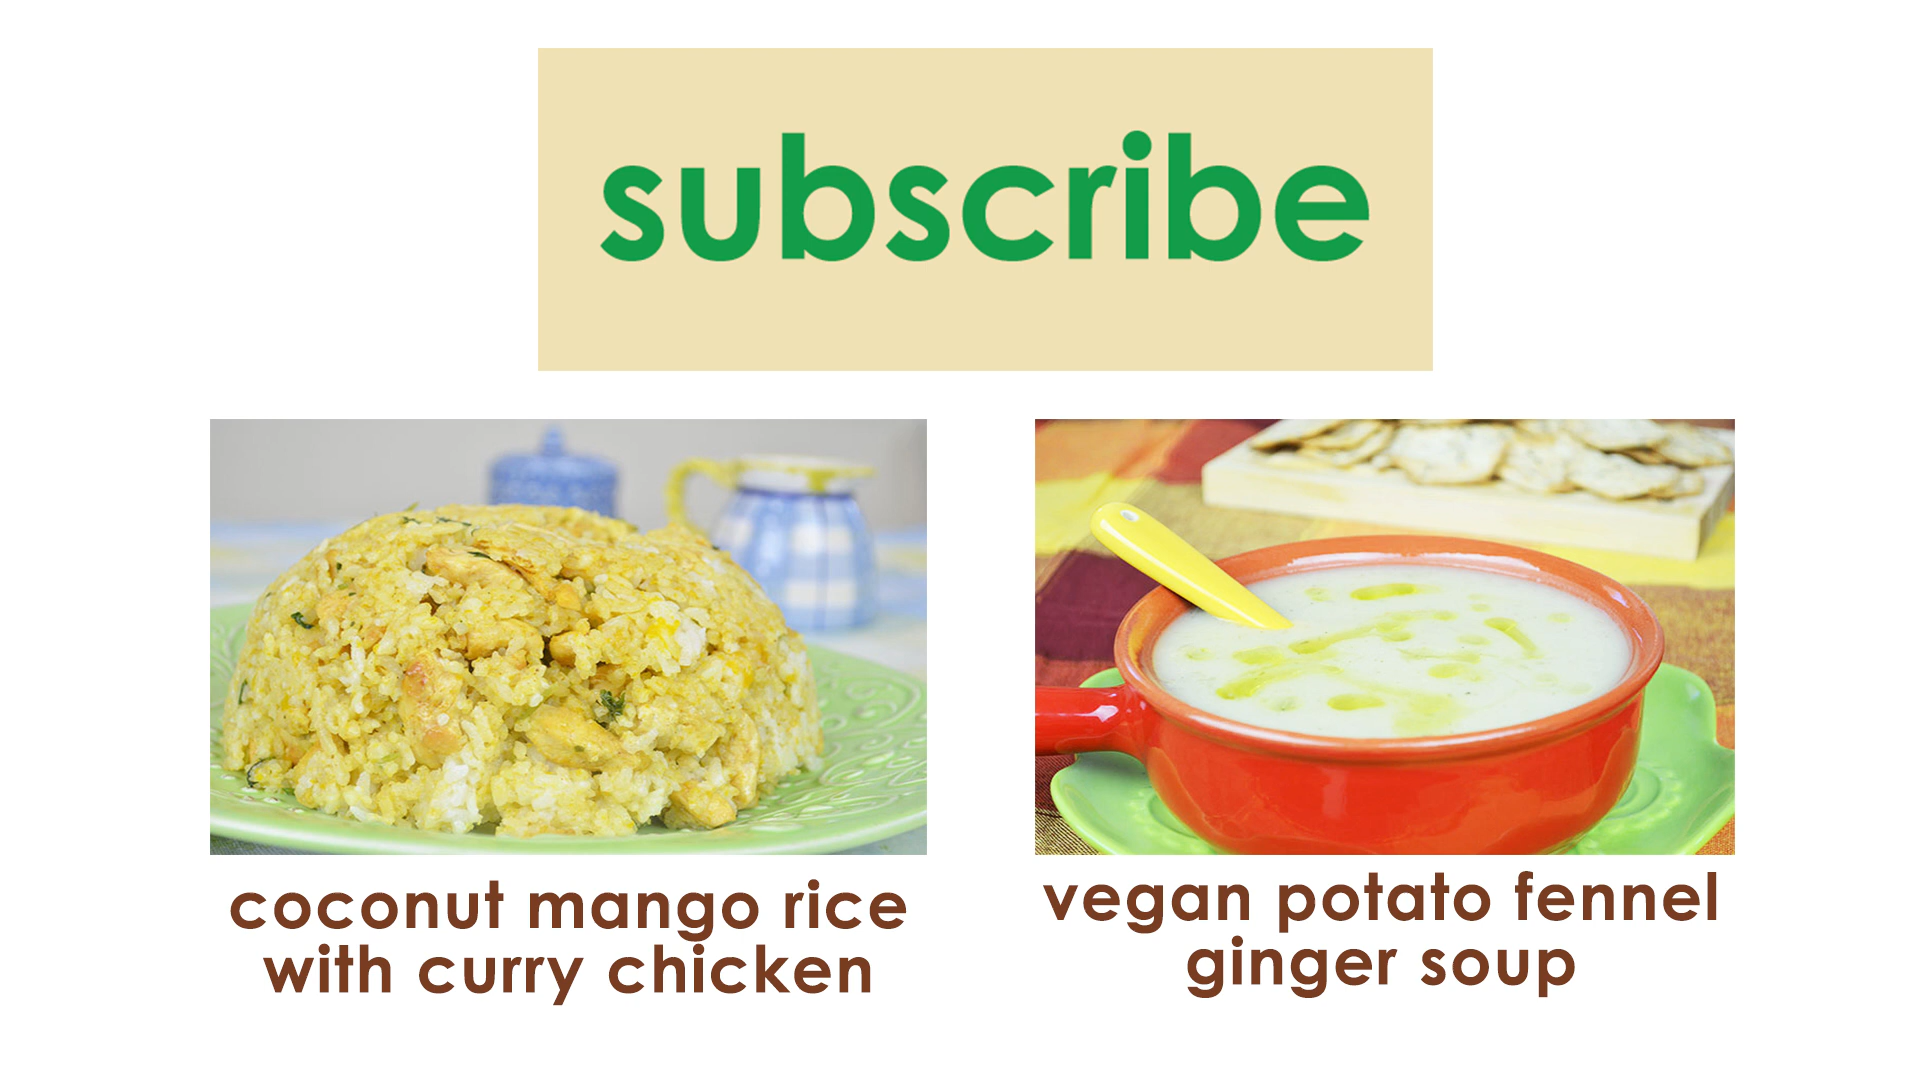 subscribe
coconut mango rice
with curry chicken
vegan potato fennel
ginger soup